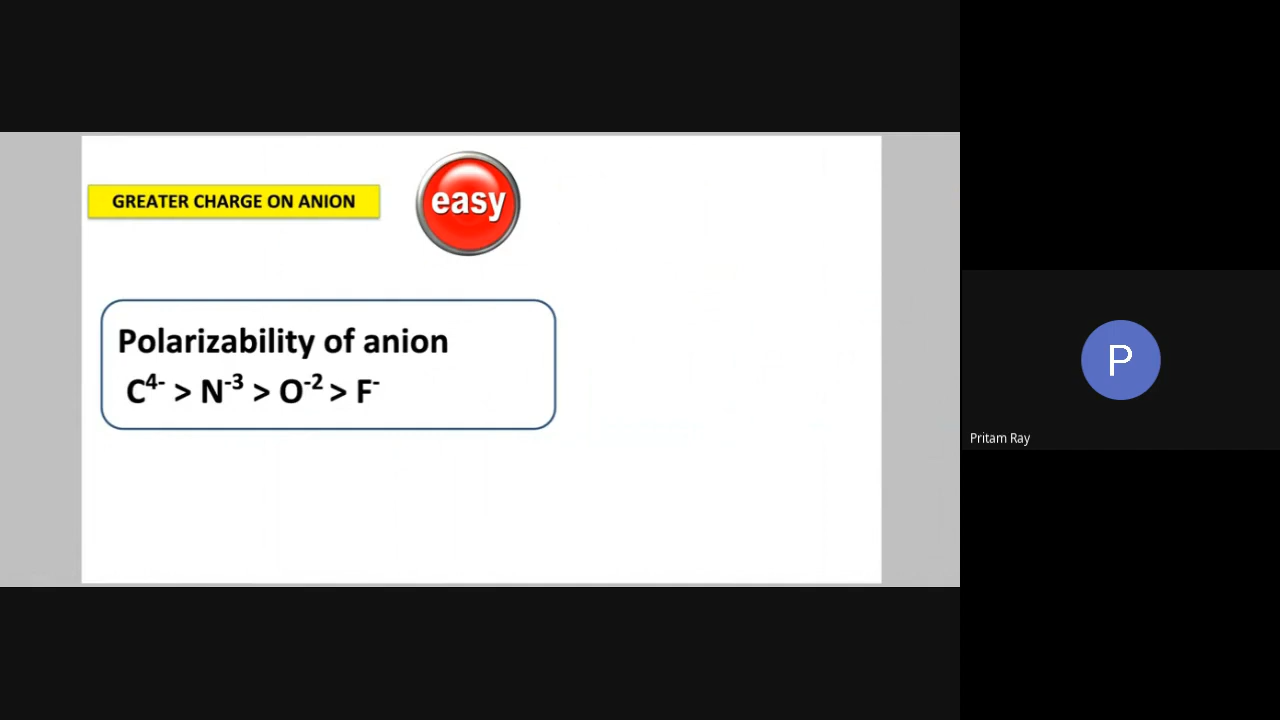 GREATER CHARGE ON ANION
easy
Polarizability of anion
C⁴⁻ > N⁻³ > O⁻² > F⁻
P
Pritam Ray